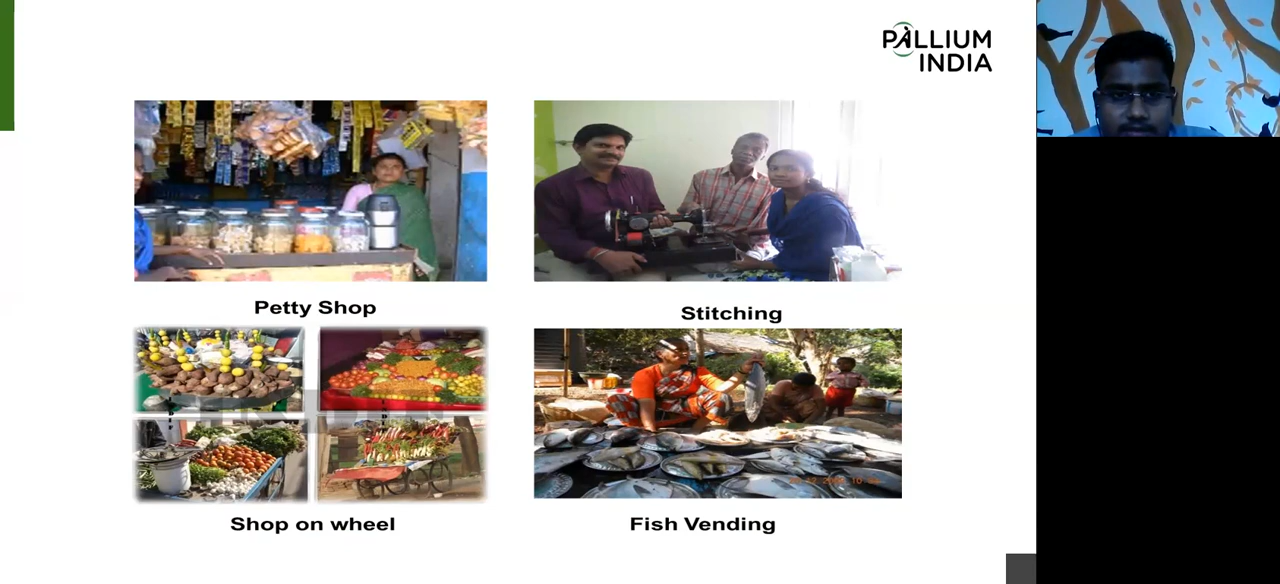 PALLIUM
INDIA
Petty Shop
Stitching
Shop on wheel
Fish Vending